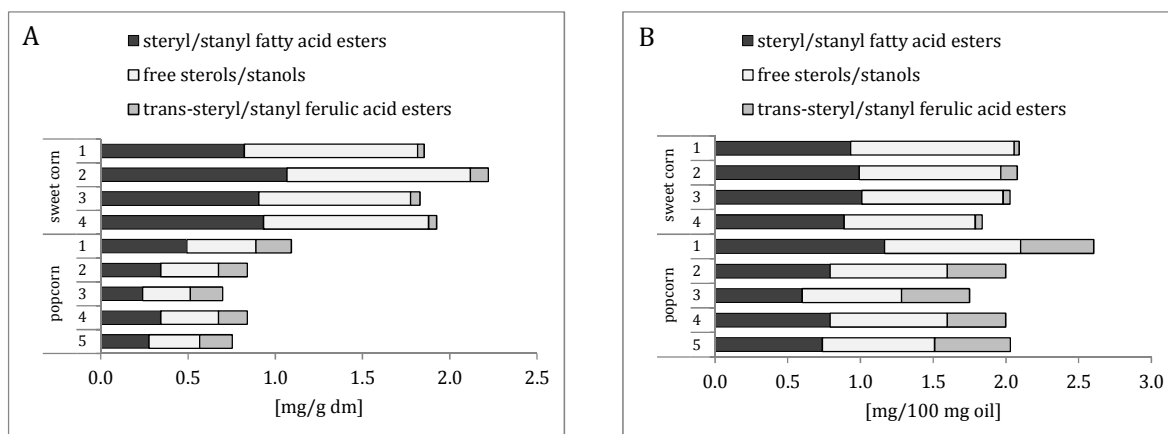 A
steryl/stanyl fatty acid esters
free sterols/stanols
trans-steryl/stanyl ferulic acid esters
sweet corn
1
2
3
4
popcorn
1
2
3
4
5
0.0 0.5 1.0 1.5 2.0 2.5
[mg/g dm]
B
steryl/stanyl fatty acid esters
free sterols/stanols
trans-steryl/stanyl ferulic acid esters
sweet corn
1
2
3
4
popcorn
1
2
3
4
5
0.0 0.5 1.0 1.5 2.0 2.5 3.0
[mg/100 mg oil]